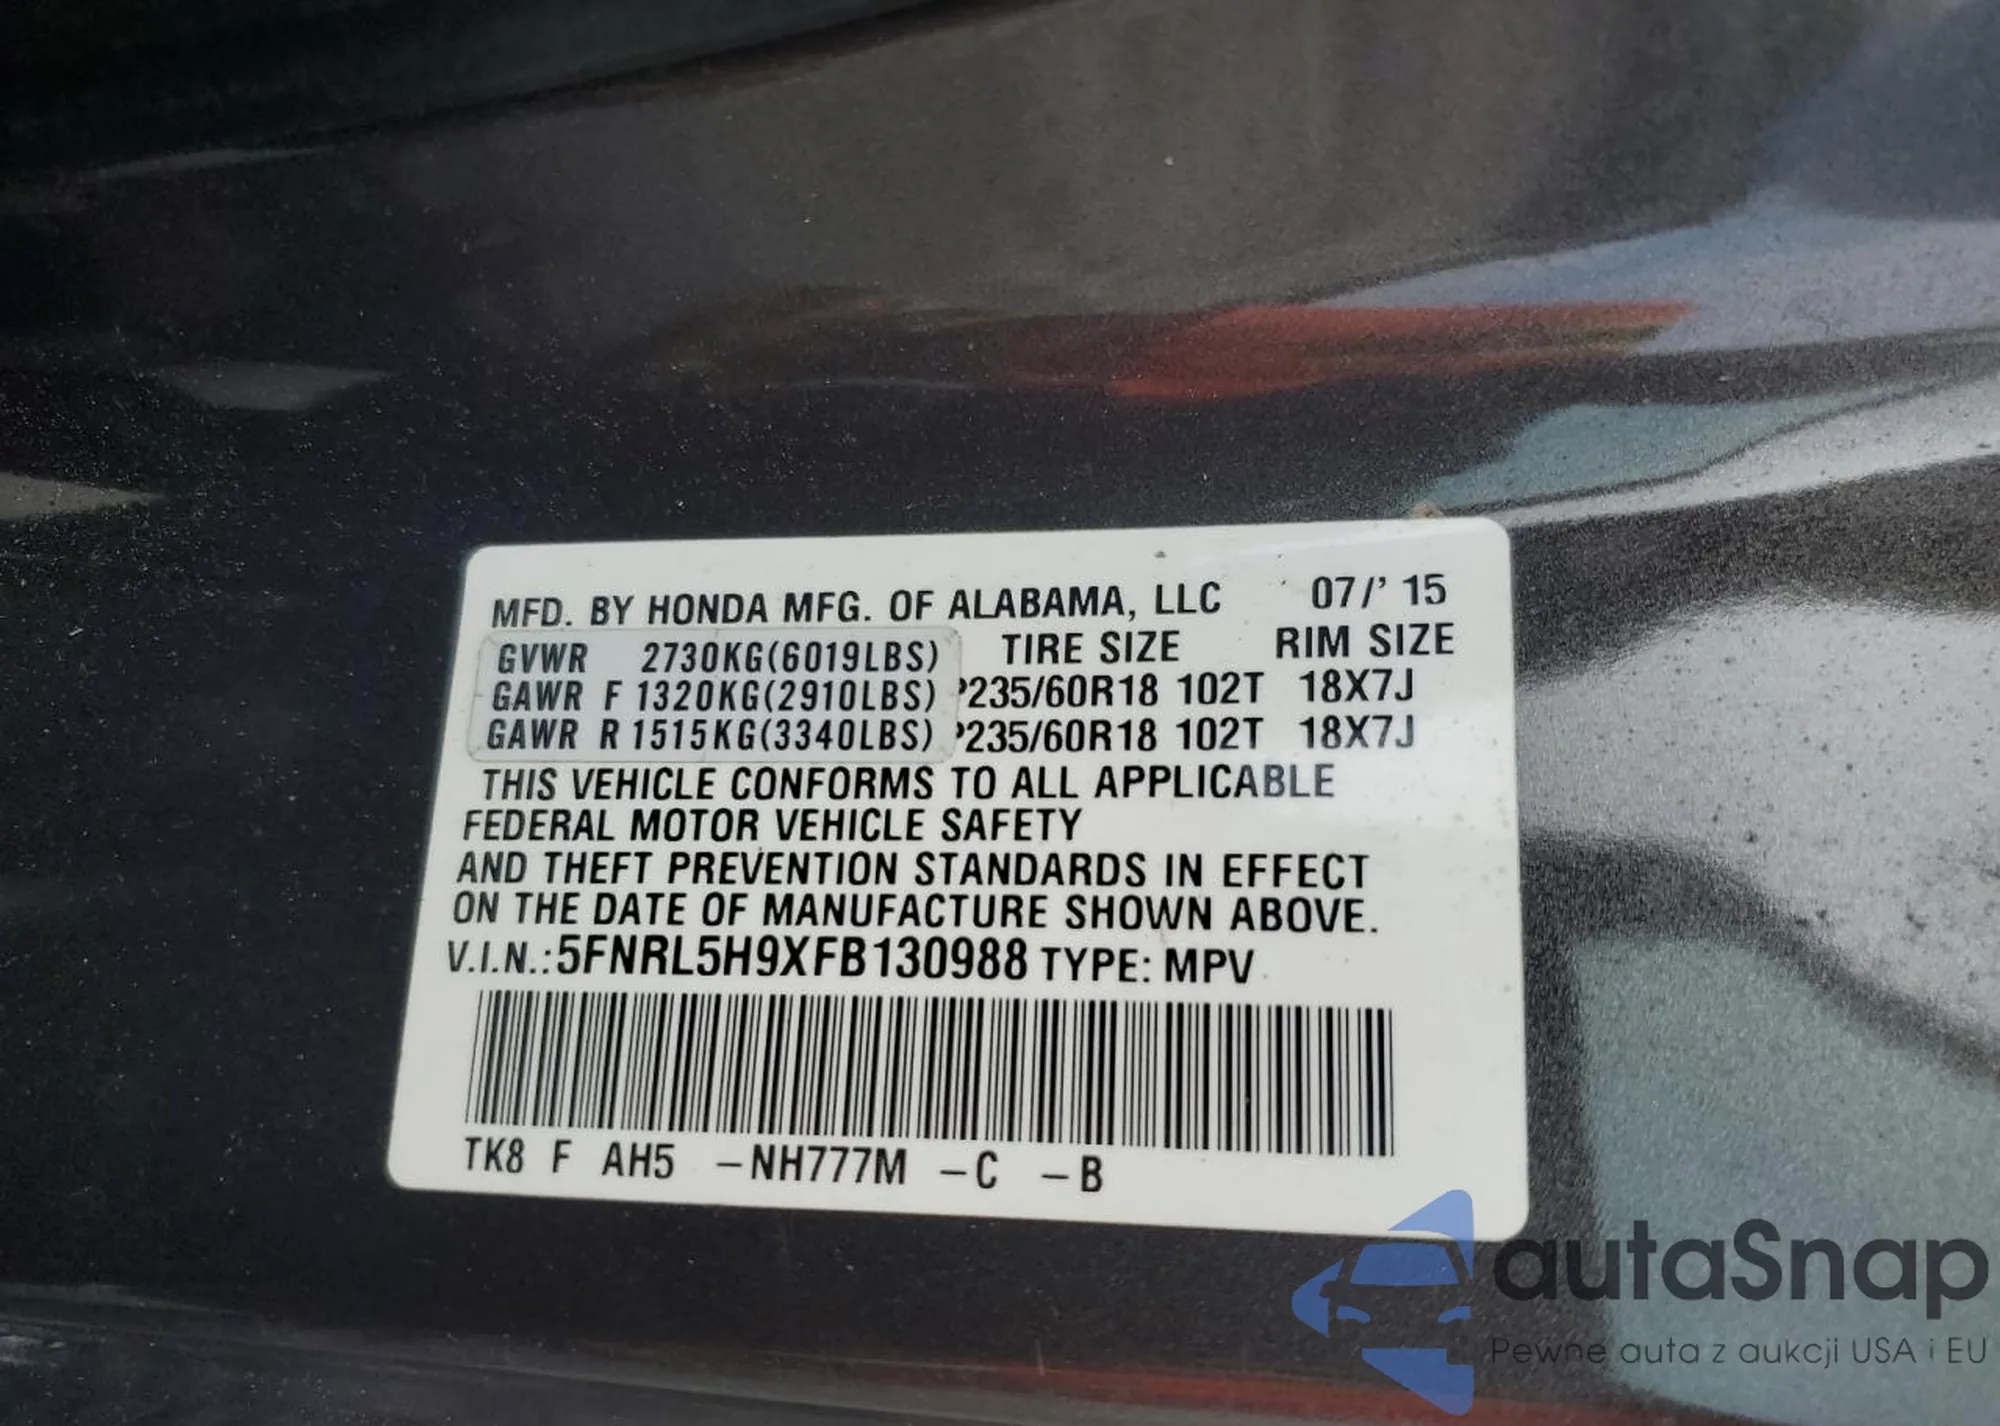 MFD. BY HONDA MFG. OF ALABAMA, LLC 07/' 15
GVWR 2730KG(6019LBS) TIRE SIZE RIM SIZE
GAWR F 1320KG(2910LBS) P235/60R18 102T 18X7J
GAWR R 1515KG(3340LBS) P235/60R18 102T 18X7J
THIS VEHICLE CONFORMS TO ALL APPLICABLE
FEDERAL MOTOR VEHICLE SAFETY
AND THEFT PREVENTION STANDARDS IN EFFECT
ON THE DATE OF MANUFACTURE SHOWN ABOVE.
V.I.N.: 5FNRL5H9XFB130988 TYPE: MPV
TK8 F AH5 -NH777M -C -B
autaSnap
Pewne auta z aukcji USA i EU